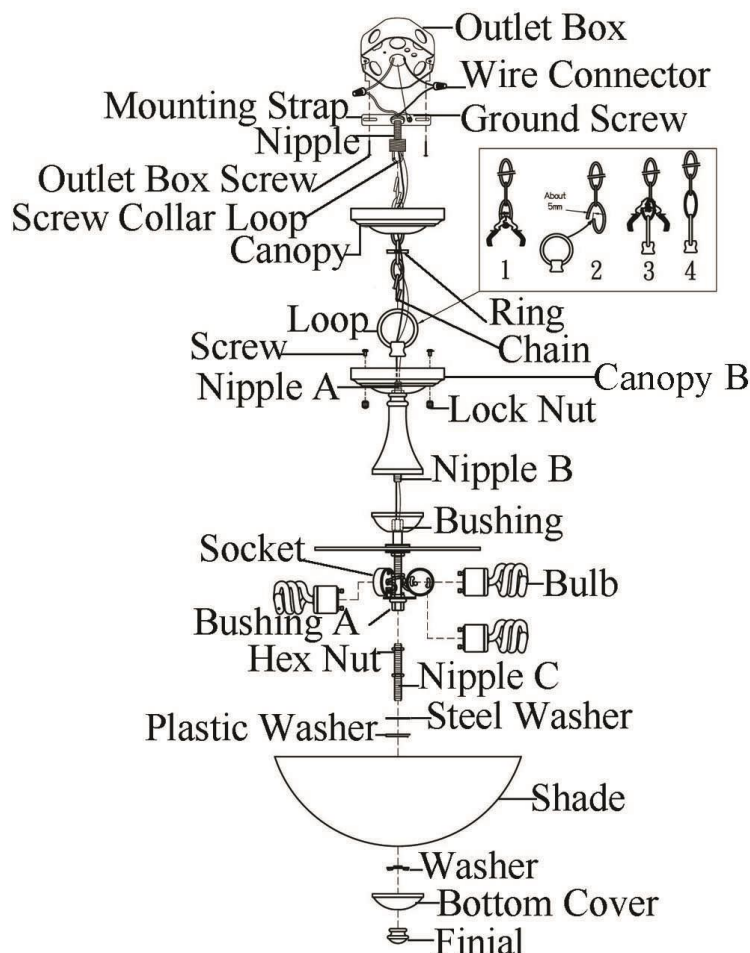 Outlet Box
Wire Connector
Mounting Strap
Ground Screw
Nipple
Outlet Box Screw
Screw Collar Loop
Canopy
About
5mm
1
2
3
4
Ring
Loop
Chain
Screw
Canopy B
Nipple A
Lock Nut
Nipple B
Bushing
Socket
Bulb
Bushing A
Hex Nut
Nipple C
Steel Washer
Plastic Washer
Shade
Washer
Bottom Cover
Finial